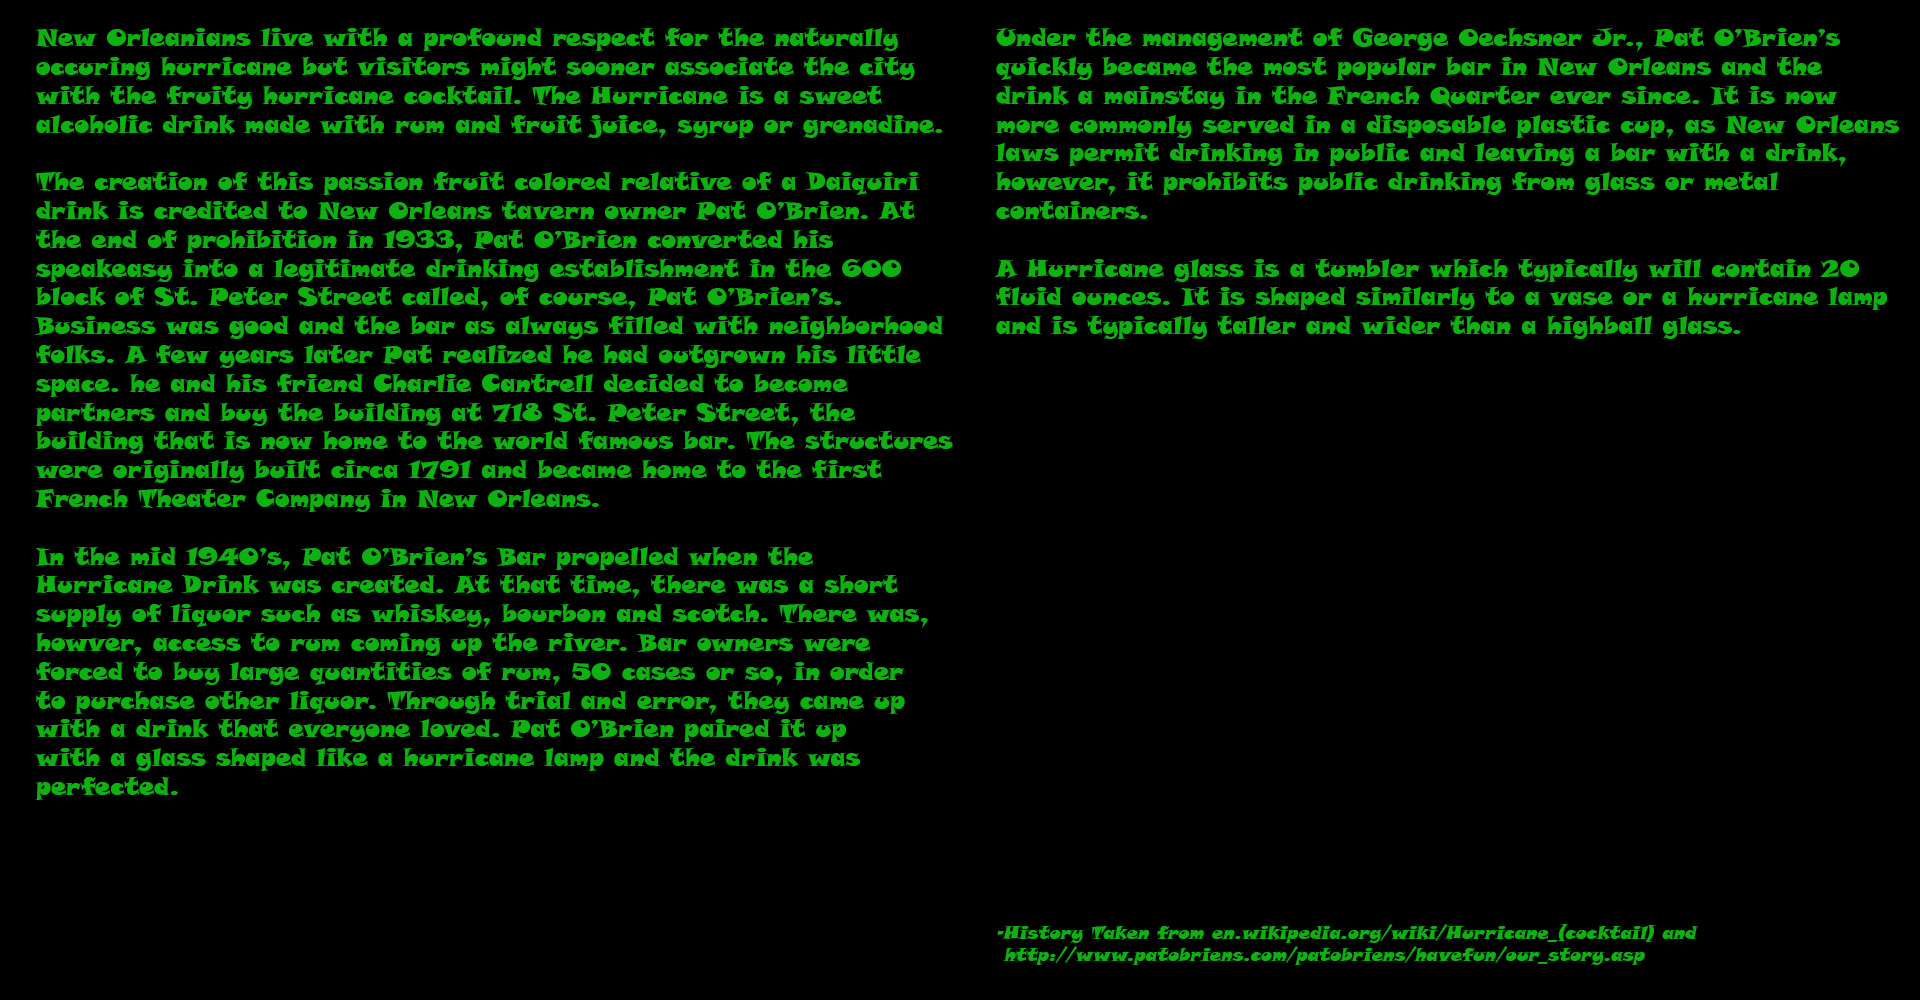 New Orleanians live with a profound respect for the naturally
occuring hurricane but visitors might sooner associate the city
with the fruity hurricane cocktail. The Hurricane is a sweet
alcoholic drink made with rum and fruit juice, syrup or grenadine.
The creation of this passion fruit colored relative of a Daiquiri
drink is credited to New Orleans tavern owner Pat O'Brien. At
the end of prohibition in 1933, Pat O'Brien converted his
speakeasy into a legitimate drinking establishment in the 600
block of St. Peter Street called, of course, Pat O'Brien's.
Business was good and the bar as always filled with neighborhood
folks. A few years later Pat realized he had outgrown his little
space. he and his friend Charlie Cantrell decided to become
partners and buy the building at 718 St. Peter Street, the
building that is now home to the world famous bar. The structures
were originally built circa 1791 and became home to the first
French Theater Company in New Orleans.
In the mid 1940's, Pat O'Brien's Bar propelled when the
Hurricane Drink was created. At that time, there was a short
supply of liquor such as whiskey, bourbon and scotch. There was,
howver, access to rum coming up the river. Bar owners were
forced to buy large quantities of rum, 50 cases or so, in order
to purchase other liquor. Through trial and error, they came up
with a drink that everyone loved. Pat O'Brien paired it up
with a glass shaped like a hurricane lamp and the drink was
perfected.
Under the management of George Oechsner Jr., Pat O'Brien's
quickly became the most popular bar in New Orleans and the
drink a mainstay in the French Quarter ever since. It is now
more commonly served in a disposable plastic cup, as New Orleans
laws permit drinking in public and leaving a bar with a drink,
however, it prohibits public drinking from glass or metal
containers.
A Hurricane glass is a tumbler which typically will contain 20
fluid ounces. It is shaped similarly to a vase or a hurricane lamp
and is typically taller and wider than a highball glass.
-History Taken from en.wikipedia.org/wiki/Hurricane_(cocktail) and
http://www.patobriens.com/patobriens/havefun/our_story.asp